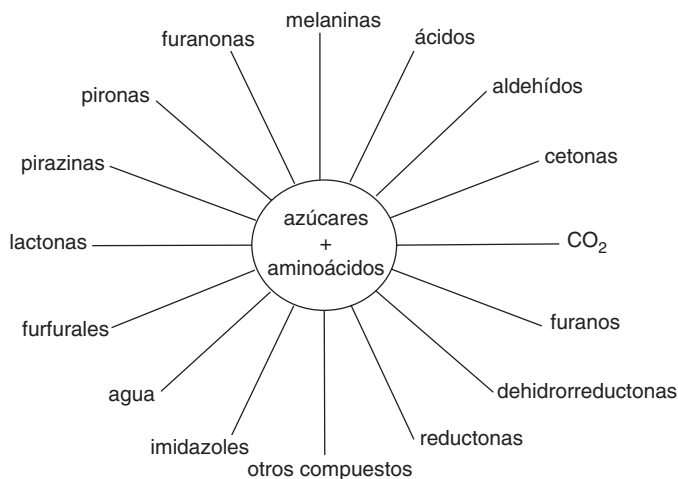 melaninas
furanonas
ácidos
pironas
aldehídos
pirazinas
cetonas
azúcares
+
aminoácidos
lactonas
CO₂
furfurales
furanos
agua
dehidrorreductonas
imidazoles
reductonas
otros compuestos